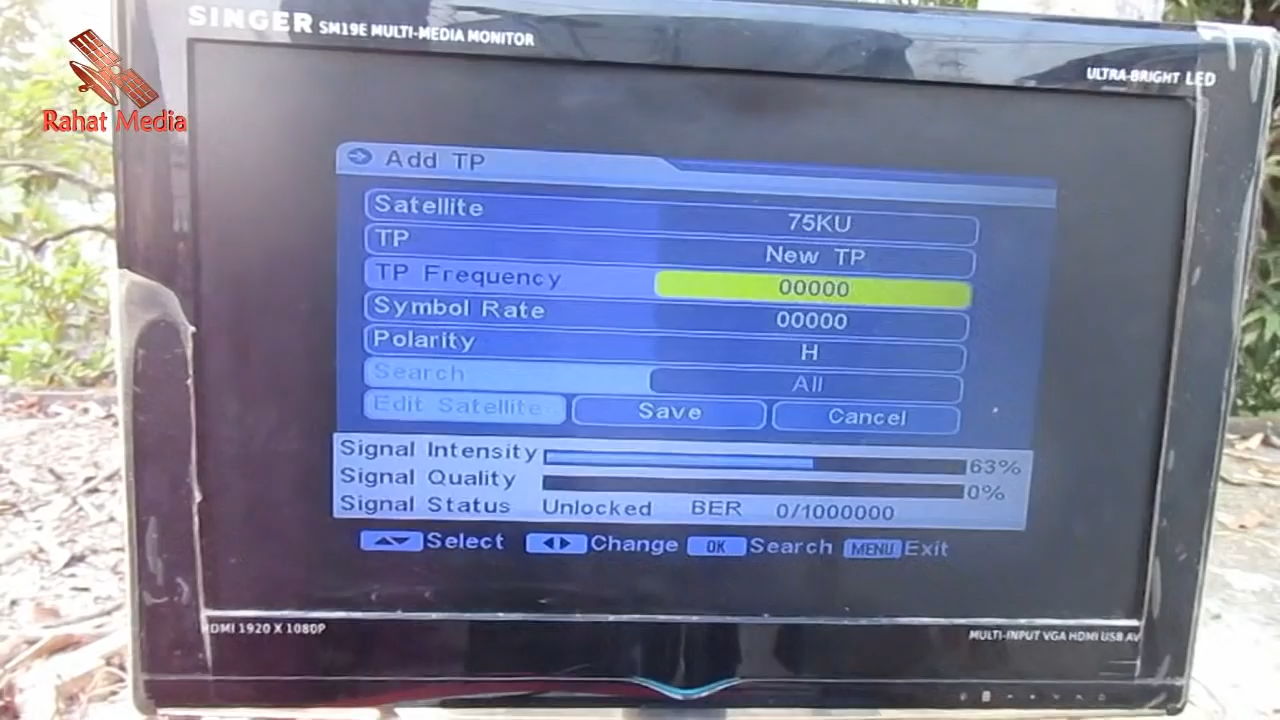 SINGER SM19E MULTI-MEDIA MONITOR
ULTRA-BRIGHT LED
Rahat Media
Add TP
Satellite 75KU
TP New TP
TP Frequency 00000
Symbol Rate 00000
Polarity H
Search All
Edit Satellite Save Cancel
Signal Intensity 63%
Signal Quality 0%
Signal Status Unlocked BER 0/1000000
Select Change OK Search MENU Exit
HDMI 1920 X 1080P
MULTI-INPUT VGA HDMI USB AV